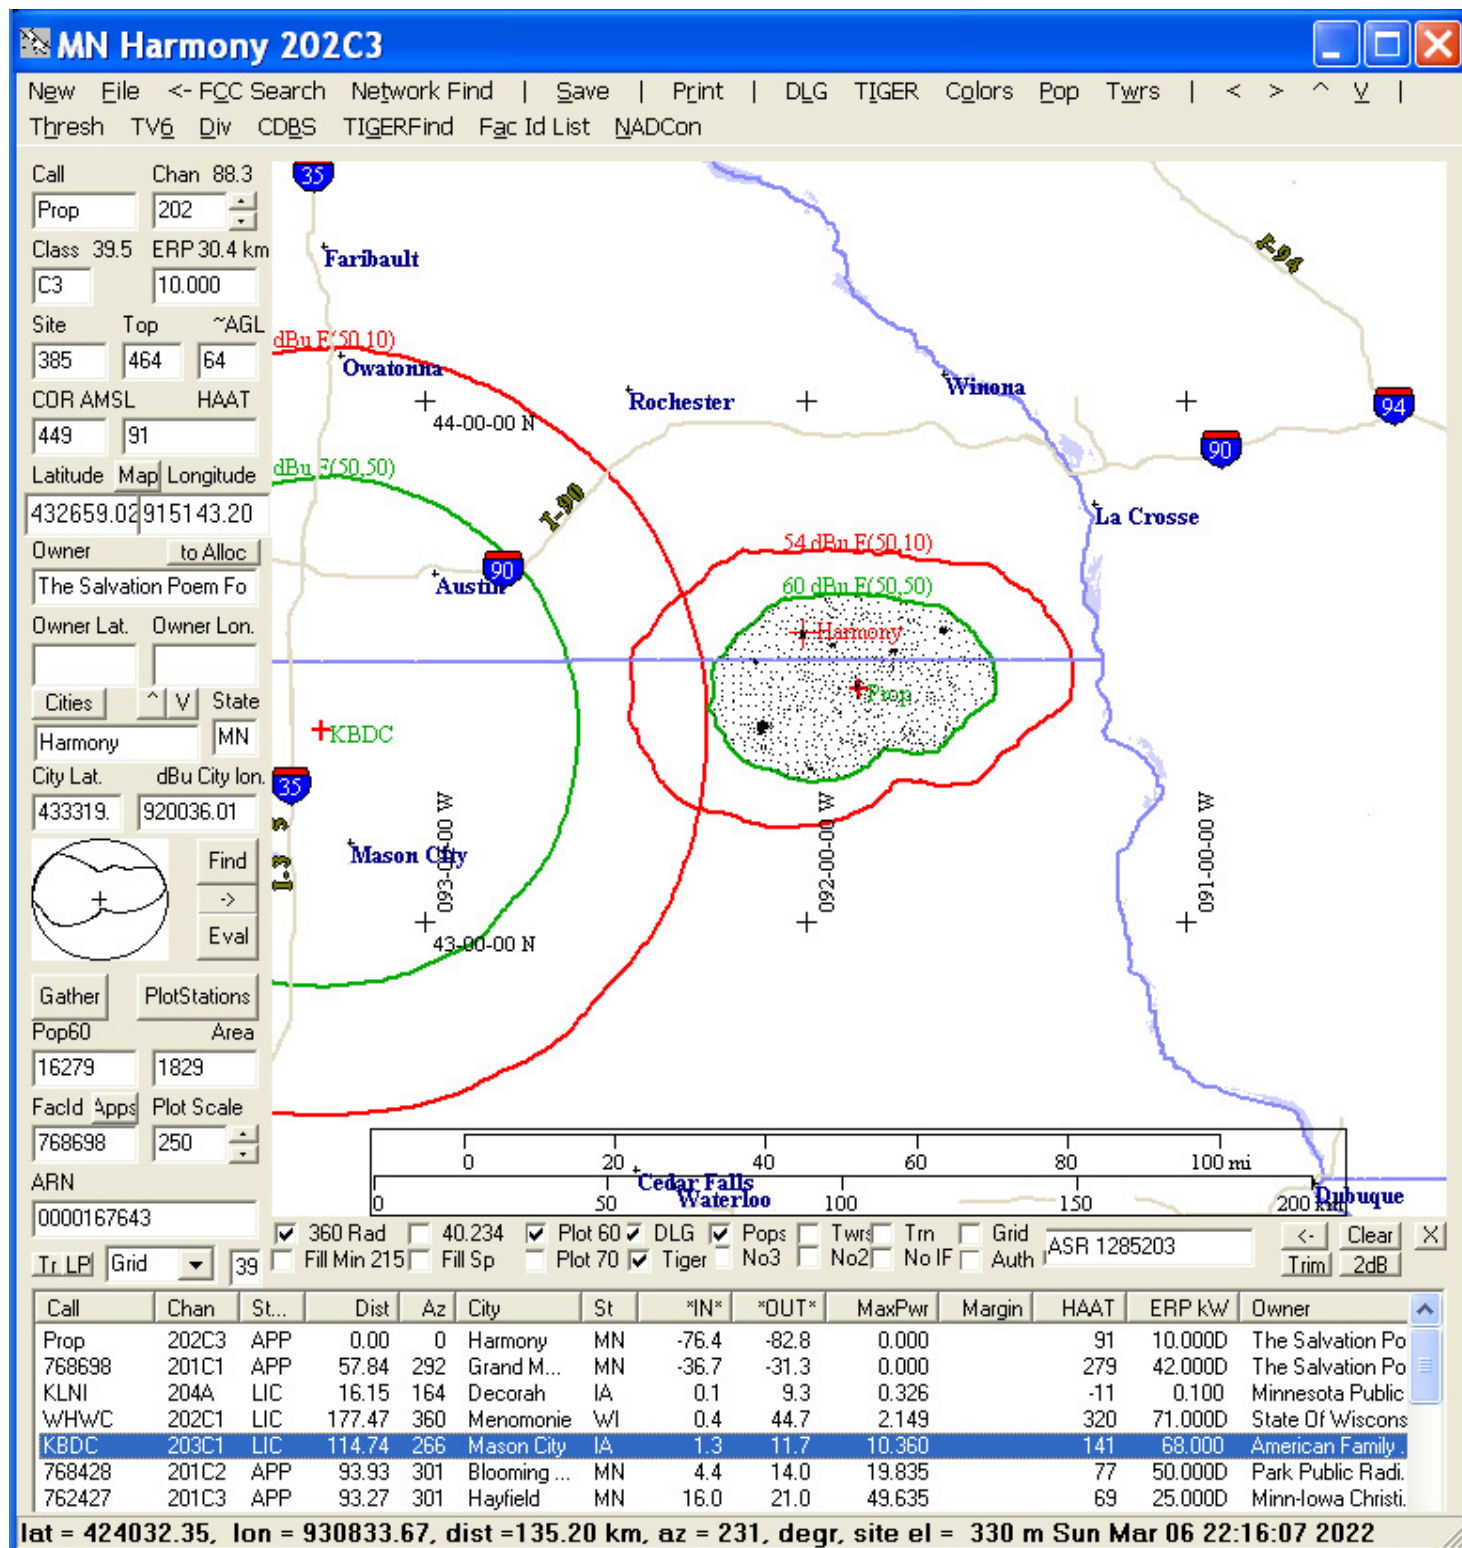 MN Harmony 202C3
New File <- FCC Search Network Find | Save | Print | DLG TIGER Colors Pop Twrs | < > ^ V |
Thresh TV6 Div CDBS TIGERFind Fac Id List NADCon
Call Chan 88.3
Prop 202
Class 39.5 ERP 30.4 km
C3 10.000
Site Top ~AGL
385 464 64
COR AMSL HAAT
449 91
Latitude Map Longitude
432659.02 915143.20
Owner to Alloc
The Salvation Poem Fo
Owner Lat. Owner Lon.
Cities ^ V State
Harmony MN
City Lat. dBu City lon.
433319. 920036.01
Find
->
Eval
Gather PlotStations
Pop60 Area
16279 1829
FacId Apps Plot Scale
768698 250
ARN
0000167643
Tr LP Grid 39
35
Faribault
I-94
dBu F(50,10)
Owatonna
Rochester
Winona
94
44-00-00 N
90
dBu F(50,50)
I-90
La Crosse
54 dBu F(50,10)
90
Austin
60 dBu F(50,50)
Harmony
Prop
KBDC
35
I-35
Mason City
093-00-00 W
092-00-00 W
091-00-00 W
43-00-00 N
0 20 40 60 80 100 mi
Cedar Falls
Waterloo
Dubuque
0 50 100 150 200 km
360 Rad 40.234 Plot 60 DLG Pops Twrs Trn Grid ASR 1285203 <- Clear X
Fill Min 215 Fill Sp Plot 70 Tiger No3 No2 No IF Auth Trim 2dB
Call Chan St... Dist Az City St *IN* *OUT* MaxPwr Margin HAAT ERP kW Owner
Prop 202C3 APP 0.00 0 Harmony MN -76.4 -82.8 0.000 91 10.000D The Salvation Po
768698 201C1 APP 57.84 292 Grand M... MN -36.7 -31.3 0.000 279 42.000D The Salvation Po
KLNI 204A LIC 16.15 164 Decorah IA 0.1 9.3 0.326 -11 0.100 Minnesota Public
WHWC 202C1 LIC 177.47 360 Menomonie WI 0.4 44.7 2.149 320 71.000D State Of Wiscons
KBDC 203C1 LIC 114.74 266 Mason City IA 1.3 11.7 10.360 141 68.000 American Family .
768428 201C2 APP 93.93 301 Blooming ... MN 4.4 14.0 19.835 77 50.000D Park Public Radi.
762427 201C3 APP 93.27 301 Hayfield MN 16.0 21.0 49.635 69 25.000D Minn-Iowa Christi.
lat = 424032.35, lon = 930833.67, dist =135.20 km, az = 231, degr, site el = 330 m Sun Mar 06 22:16:07 2022